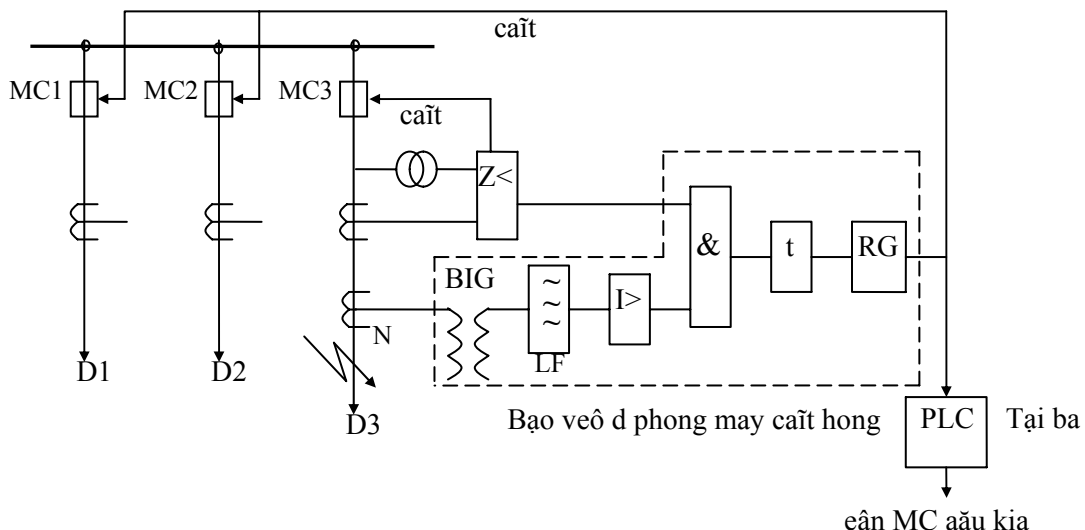 caĩt
MC1
MC2
MC3
caĩt
Z<
&
t
RG
BIG
~
~
~
I>
LF
N
D1
D2
D3
Bạo veô d phong may caĩt hong
PLC
Tại ba
eân MC aău kia